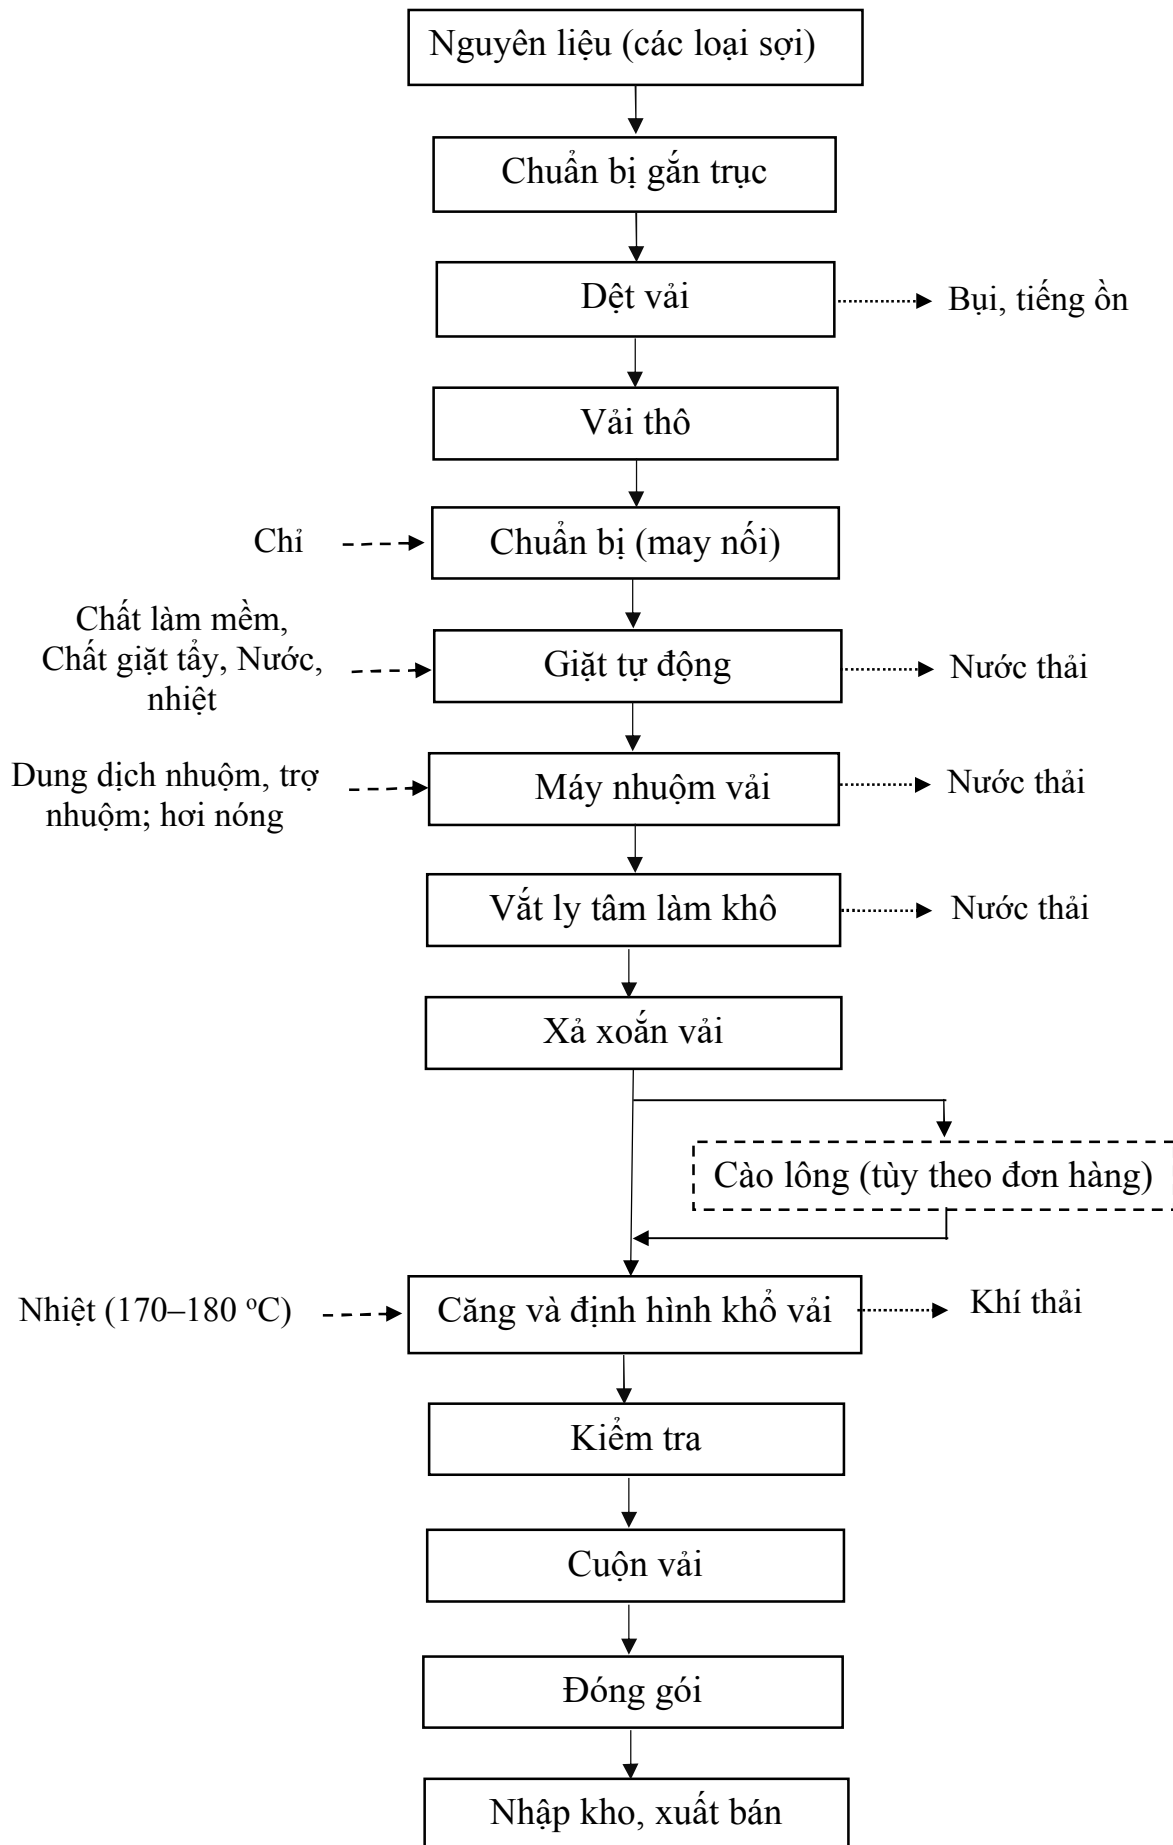 Nguyên liệu (các loại sợi)
Chuẩn bị gắn trục
Dệt vải
Bụi, tiếng ồn
Vải thô
Chỉ
Chuẩn bị (may nối)
Chất làm mềm,
Chất giặt tẩy, Nước,
nhiệt
Giặt tự động
Nước thải
Dung dịch nhuộm, trợ
nhuộm; hơi nóng
Máy nhuộm vải
Nước thải
Vắt ly tâm làm khô
Nước thải
Xả xoắn vải
Cào lông (tùy theo đơn hàng)
Nhiệt (170–180 ºC)
Căng và định hình khổ vải
Khí thải
Kiểm tra
Cuộn vải
Đóng gói
Nhập kho, xuất bán